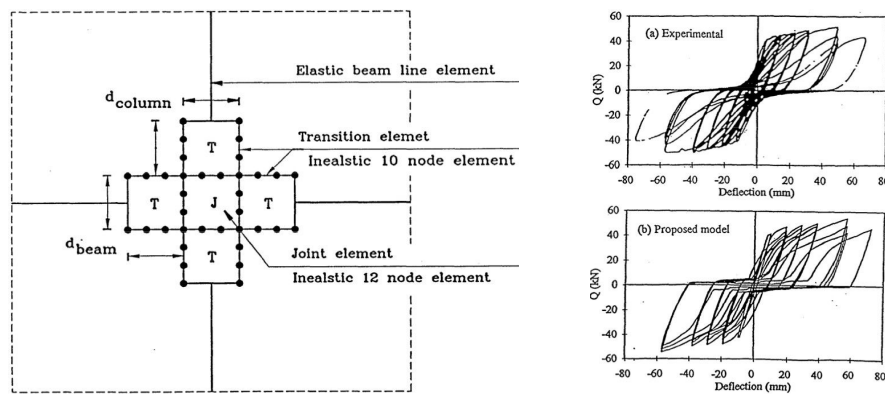 Elastic beam line element
d column
Transition elemet
Inealstic 10 node element
T
T
J
T
d beam
T
Joint element
Inealstic 12 node element
(a) Experimental
Q (kN)
60
40
20
0
-20
-40
-60
-80 -60 -40 -20 0 20 40 60 80
Deflection (mm)
(b) Proposed model
Q (kN)
60
40
20
0
-20
-40
-60
-80 -60 -40 -20 0 20 40 60 80
Deflection (mm)